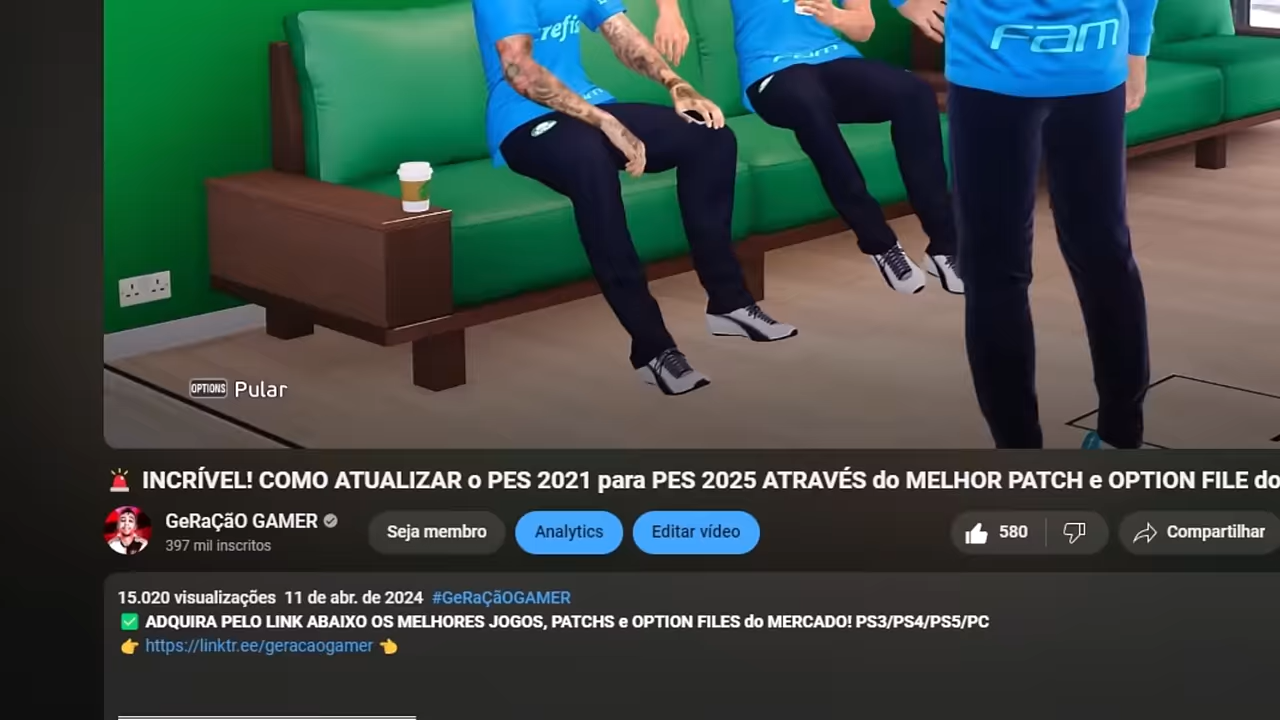 crefis
FAM
FAM
OPTIONS Pular
🚨 INCRÍVEL! COMO ATUALIZAR o PES 2021 para PES 2025 ATRAVÉS do MELHOR PATCH e OPTION FILE do
GeRaÇãO GAMER
397 mil inscritos
Seja membro
Analytics
Editar vídeo
580
Compartilhar
15.020 visualizações 11 de abr. de 2024 #GeRaÇãOGAMER
✅ ADQUIRA PELO LINK ABAIXO OS MELHORES JOGOS, PATCHS e OPTION FILES do MERCADO! PS3/PS4/PS5/PC
👉 https://linktr.ee/geracaogamer 👈